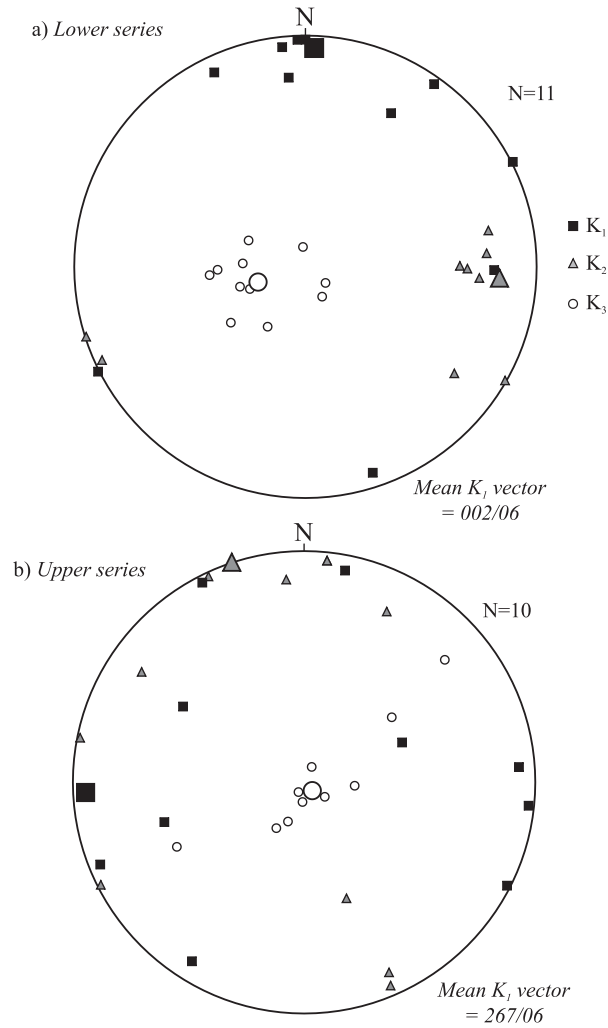 N
a) Lower series
N=11
K₁
K₂
K₃
Mean K₁ vector
= 002/06
N
b) Upper series
N=10
Mean K₁ vector
= 267/06